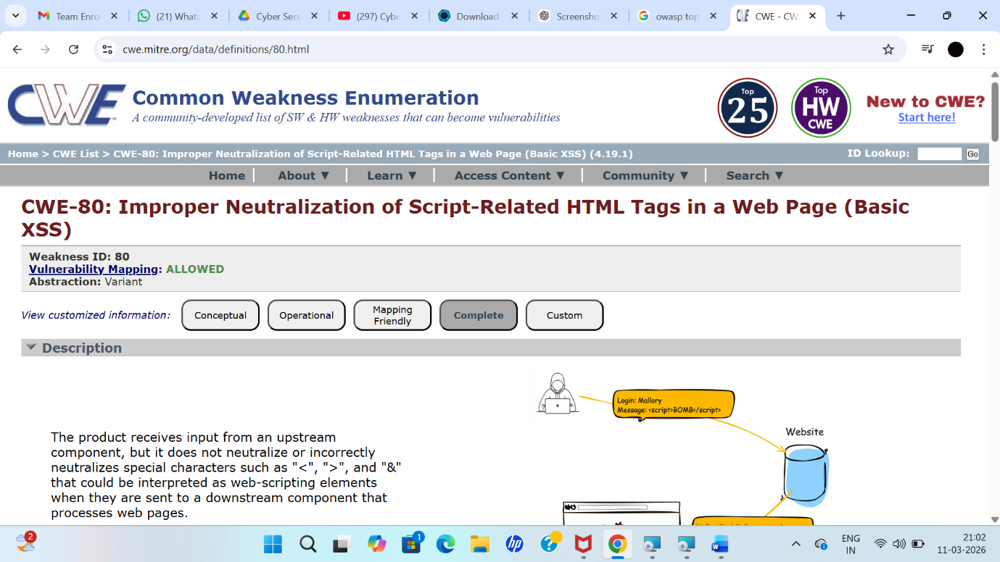 Team Enro
(21) Whats
Cyber Secu
(297) Cybe
Download
Screensho
owasp top
CWE - CW
cwe.mitre.org/data/definitions/80.html
CWE
Common Weakness Enumeration
A community-developed list of SW & HW weaknesses that can become vulnerabilities
Top
25
Top
HW
CWE
New to CWE?
Start here!
Home > CWE List > CWE-80: Improper Neutralization of Script-Related HTML Tags in a Web Page (Basic XSS) (4.19.1)
ID Lookup:
Go
Home
About ▼
Learn ▼
Access Content ▼
Community ▼
Search ▼
CWE-80: Improper Neutralization of Script-Related HTML Tags in a Web Page (Basic
XSS)
Weakness ID: 80
Vulnerability Mapping: ALLOWED
Abstraction: Variant
View customized information:
Conceptual
Operational
Mapping
Friendly
Complete
Custom
Description
Login: Mallory
Message: <script>BOMB</script>
Website
The product receives input from an upstream
component, but it does not neutralize or incorrectly
neutralizes special characters such as "<", ">", and "&"
that could be interpreted as web-scripting elements
when they are sent to a downstream component that
processes web pages.
2
1
hp
ENG
IN
21:02
11-03-2026